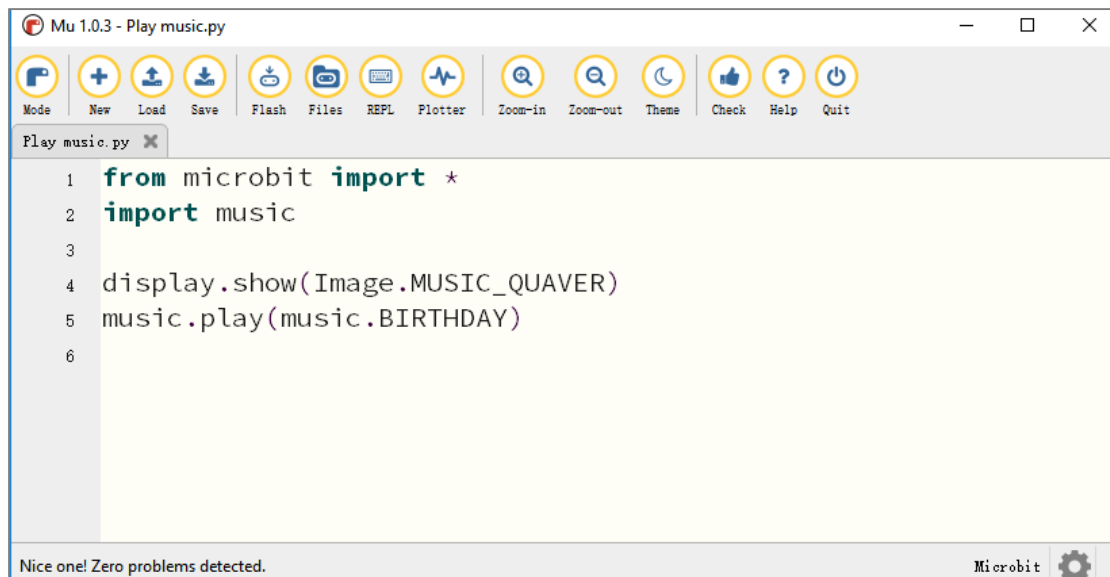 Mu 1.0.3 - Play music.py
Mode New Load Save Flash Files REPL Plotter Zoom-in Zoom-out Theme Check Help Quit
Play music.py
1 from microbit import *
2 import music
3
4 display.show(Image.MUSIC_QUAVER)
5 music.play(music.BIRTHDAY)
6
Nice one! Zero problems detected. Microbit